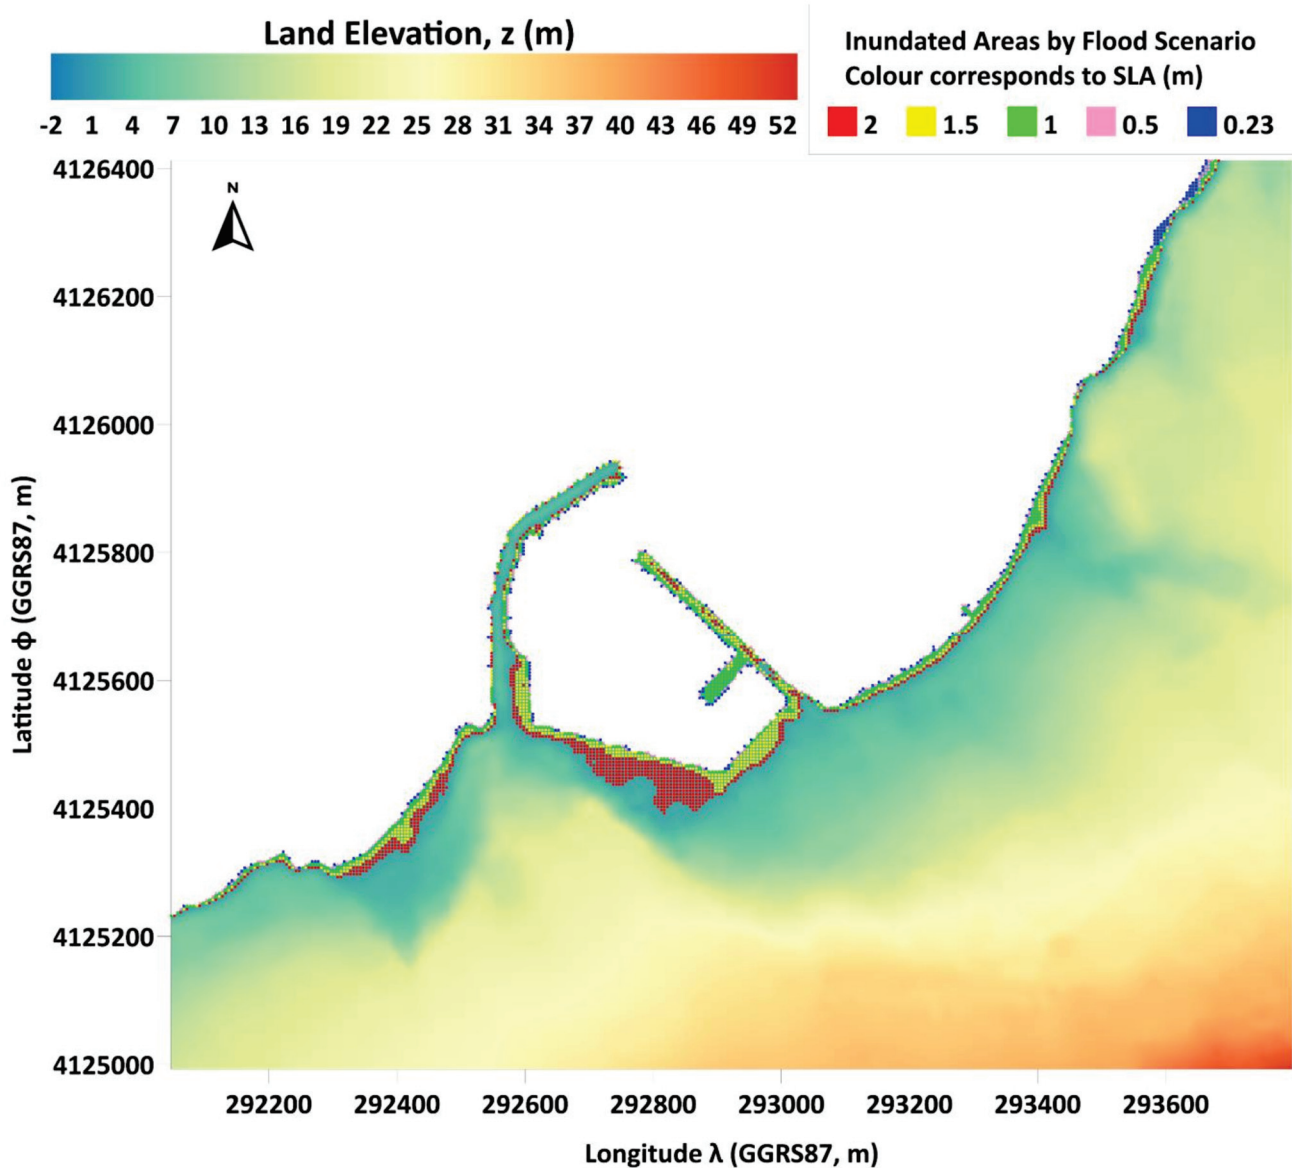 Land Elevation, z (m)
-2 1 4 7 10 13 16 19 22 25 28 31 34 37 40 43 46 49 52
Inundated Areas by Flood Scenario
Colour corresponds to SLA (m)
2 1.5 1 0.5 0.23
N
4126400
4126200
4126000
4125800
4125600
4125400
4125200
4125000
Latitude ϕ (GGRS87, m)
292200 292400 292600 292800 293000 293200 293400 293600
Longitude λ (GGRS87, m)